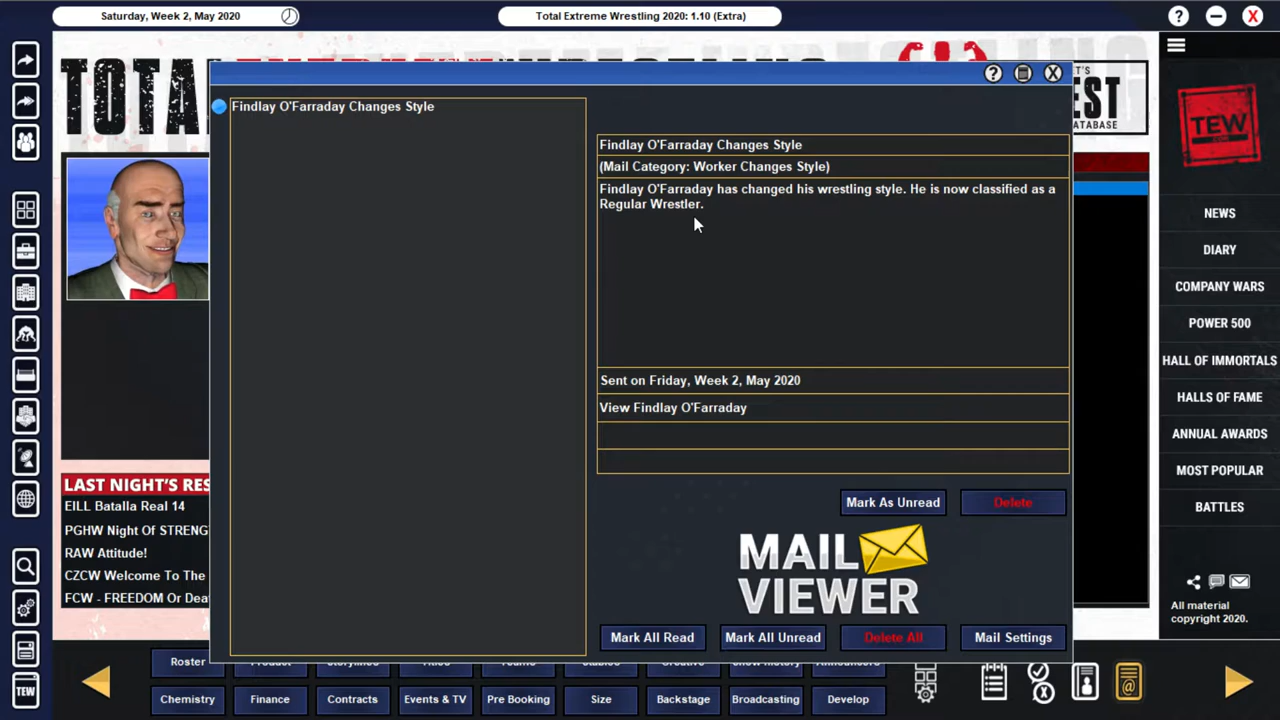 Saturday, Week 2, May 2020
Total Extreme Wrestling 2020: 1.10 (Extra)
Findlay O'Farraday Changes Style
Findlay O'Farraday Changes Style
(Mail Category: Worker Changes Style)
Findlay O'Farraday has changed his wrestling style. He is now classified as a
Regular Wrestler.
Sent on Friday, Week 2, May 2020
View Findlay O'Farraday
Mark As Unread
Delete
MAIL
VIEWER
Mark All Read
Mark All Unread
Delete All
Mail Settings
LAST NIGHT'S RES
EILL Batalla Real 14
PGHW Night Of STRENG
RAW Attitude!
CZCW Welcome To The
FCW - FREEDOM Or Dea
TEW
NEWS
DIARY
COMPANY WARS
POWER 500
HALL OF IMMORTALS
HALLS OF FAME
ANNUAL AWARDS
MOST POPULAR
BATTLES
All material
copyright 2020.
Roster
Chemistry
Finance
Contracts
Events & TV
Pre Booking
Size
Backstage
Broadcasting
Develop
TEW